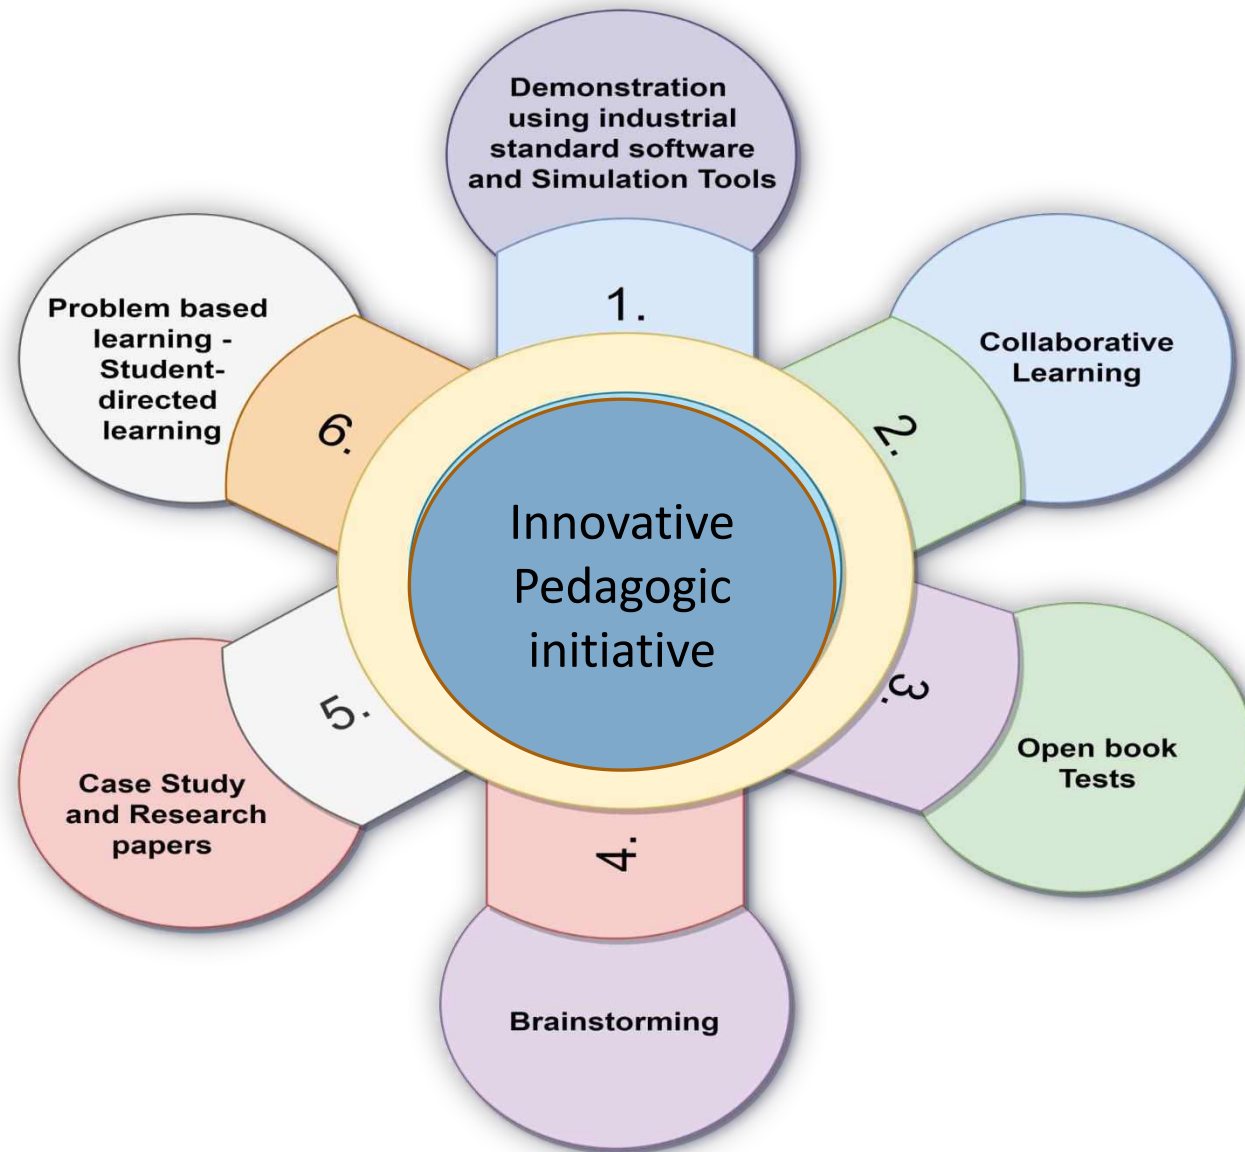 Demonstration
using industrial
standard software
and Simulation Tools
1.
Collaborative
Learning
2.
Open book
Tests
3.
Brainstorming
4.
Case Study
and Research
papers
5.
Problem based
learning -
Student-
directed
learning
6.
Innovative
Pedagogic
initiative